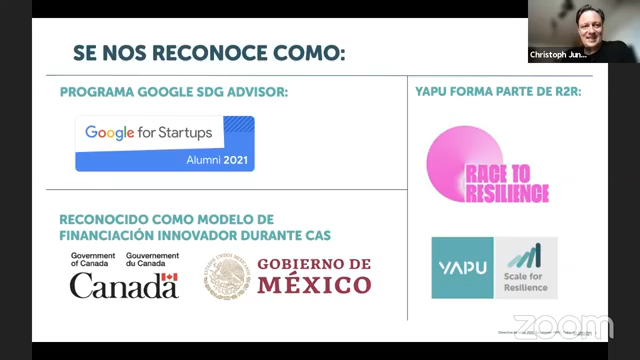 SE NOS RECONOCE COMO:
PROGRAMA GOOGLE SDG ADVISOR:
Google for Startups
Alumni 2021
RECONOCIDO COMO MODELO DE
FINANCIACIÓN INNOVADOR DURANTE CAS
Government
of Canada
Gouvernement
du Canada
Canada
GOBIERNO DE
MÉXICO
YAPU FORMA PARTE DE R2R:
RACE TO
RESILIENCE
YAPU
Scale for
Resilience
Christoph Jun...
zoom